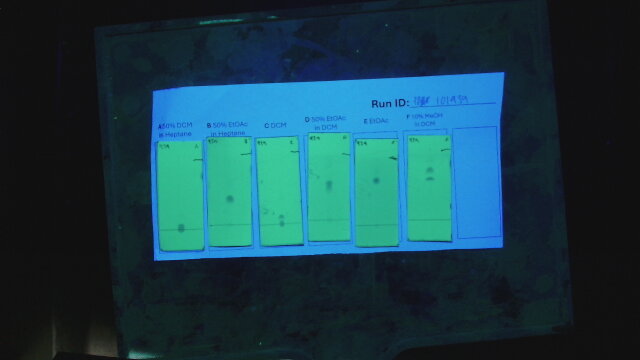 Run ID: 101939
A 50% DCM
in Heptane
B 50% EtOAc
in Heptane
C DCM
D 50% EtOAc
in DCM
E EtOAc
F 10% MeOH
in DCM